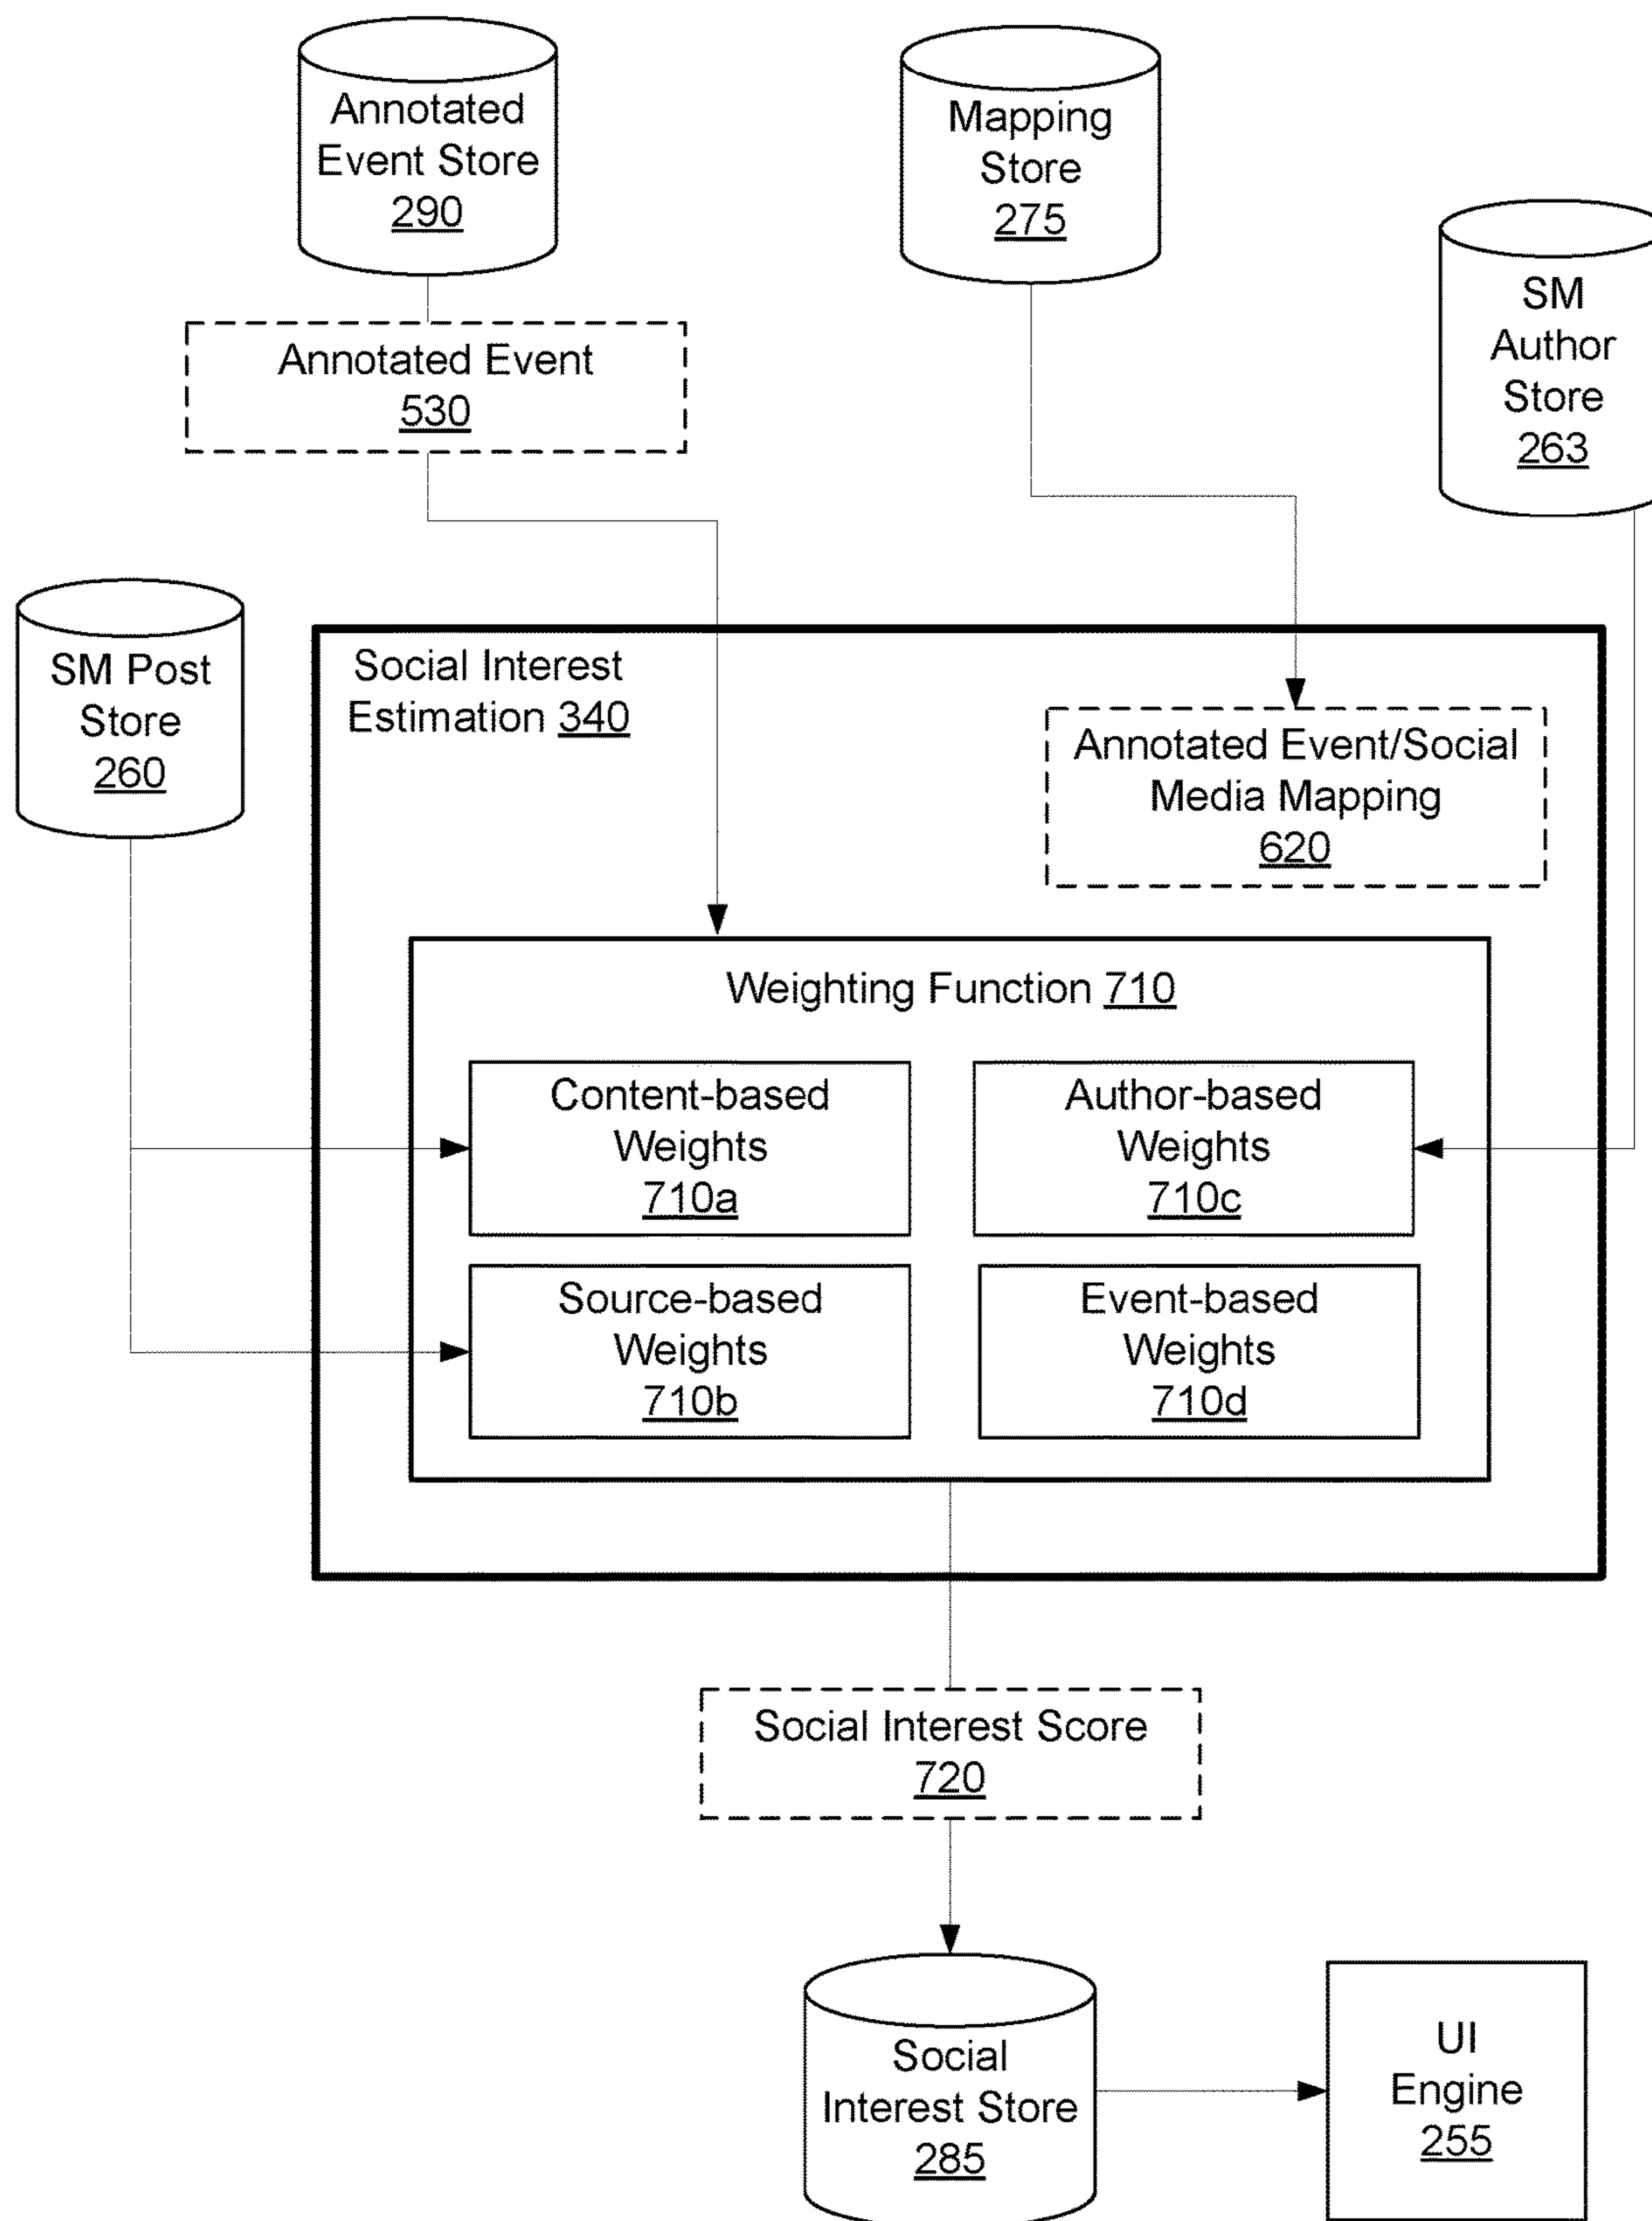 Annotated
Event Store
290
Mapping
Store
275
SM
Author
Store
263
Annotated Event
530
SM Post
Store
260
Social Interest
Estimation 340
Annotated Event/Social
Media Mapping
620
Weighting Function 710
Content-based
Weights
710a
Author-based
Weights
710c
Source-based
Weights
710b
Event-based
Weights
710d
Social Interest Score
720
Social
Interest Store
285
UI
Engine
255